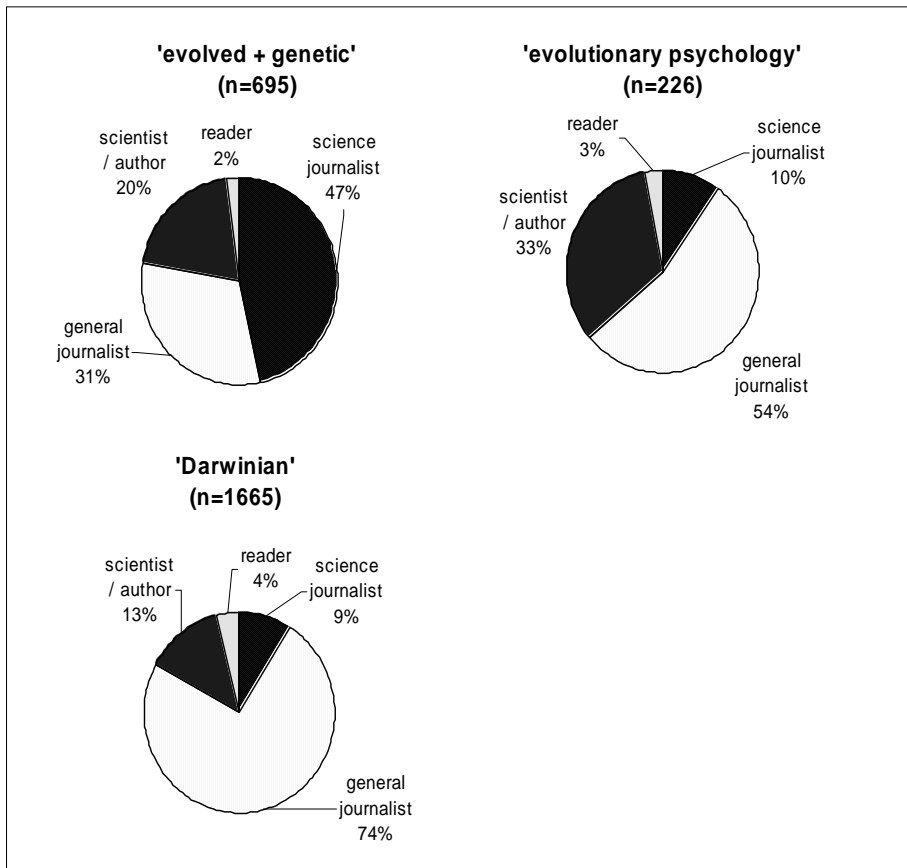 'evolved + genetic'
(n=695)
scientist
/ author
20%
reader
2%
science
journalist
47%
general
journalist
31%
'evolutionary psychology'
(n=226)
reader
3%
science
journalist
10%
scientist
/ author
33%
general
journalist
54%
'Darwinian'
(n=1665)
scientist
/ author
13%
reader
4%
science
journalist
9%
general
journalist
74%